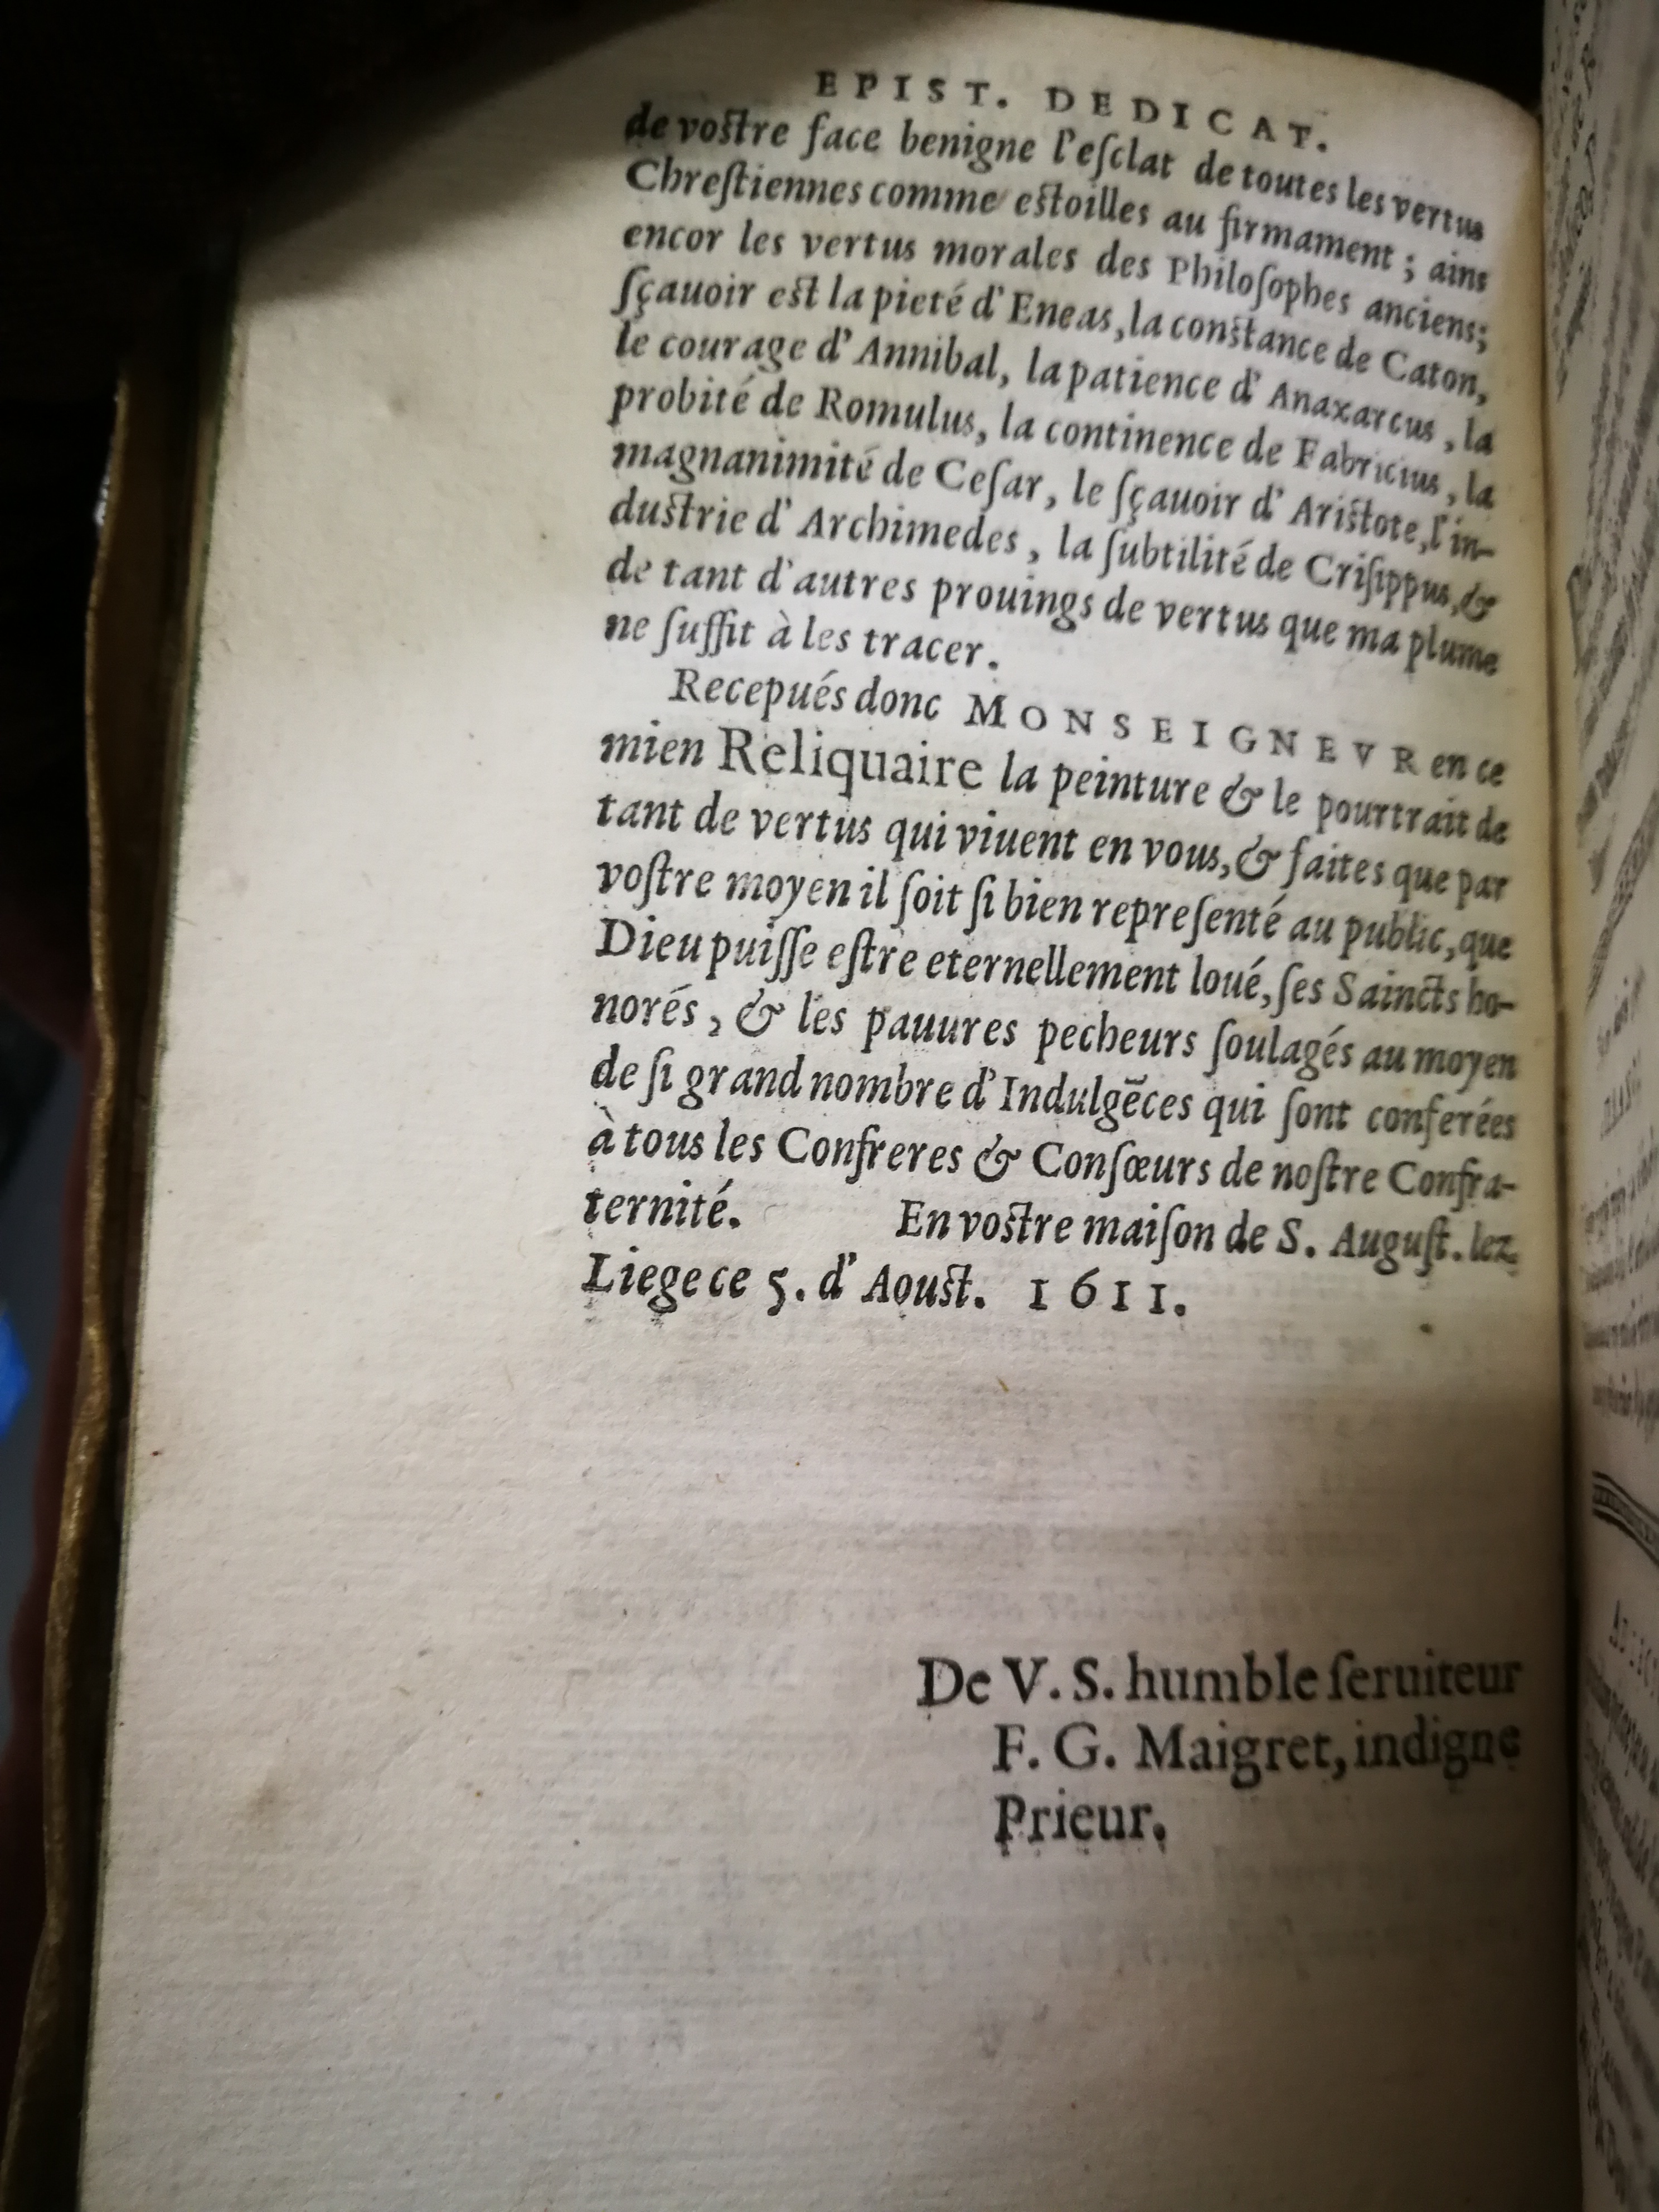 EPIST. DEDICAT.
de voſtre face benigne l'eſclat de toutes les vertus
Chreſtiennes comme eſtoilles au firmament ; ains
encor les vertus morales des Philoſophes anciens;
ſçauoir eſt la pieté d'Eneas, la conſtance de Caton,
le courage d'Annibal, la patience d'Anaxarcus, la
probité de Romulus, la continence de Fabricius, la
magnanimité de Ceſar, le ſçauoir d'Ariſtote, l'in-
duſtrie d'Archimedes, la ſubtilité de Criſippus, &
de tant d'autres prouings de vertus que ma plume
ne ſuffit à les tracer.
Recepués donc MONSEIGNEVR en ce
mien Reliquaire la peinture & le pourtrait de
tant de vertus qui viuent en vous, & faites que par
voſtre moyen il ſoit ſi bien repreſenté au public, que
Dieu puiſſe eſtre eternellement loué, ſes Saincts ho-
norés, & les pauures pecheurs ſoulagés au moyen
de ſi grand nombre d'Indulgēces qui ſont conferées
à tous les Confreres & Conſœurs de noſtre Confra-
ternité. En voſtre maiſon de S. Auguſt. lez
Liege ce 5. d'Aouſt. 1611.
De V. S. humble ſeruiteur
F. G. Maigret, indigne
Prieur.